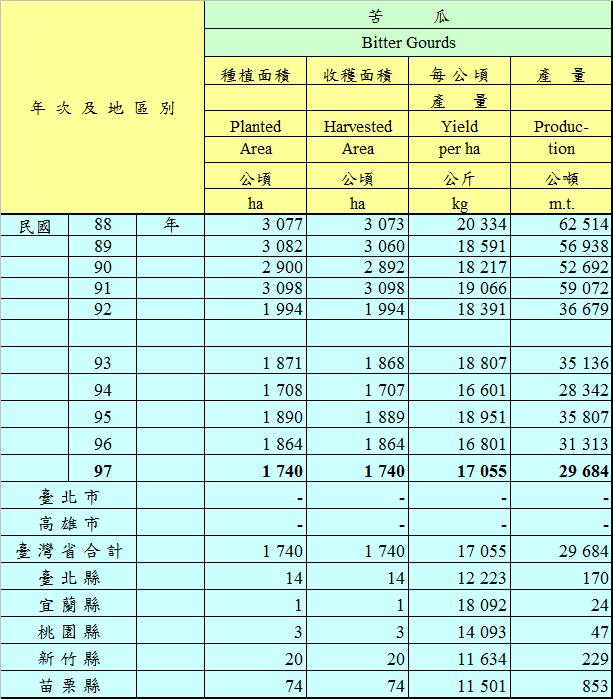 苦 瓜
Bitter Gourds
年 次 及 地 區 別
種植面積 收穫面積 每 公 頃 產 量
產 量
Planted Harvested Yield Produc-
Area Area per ha tion
公頃 公頃 公斤 公噸
ha ha kg m.t.
民國 88 年 3 077 3 073 20 334 62 514
89 3 082 3 060 18 591 56 938
90 2 900 2 892 18 217 52 692
91 3 098 3 098 19 066 59 072
92 1 994 1 994 18 391 36 679
93 1 871 1 868 18 807 35 136
94 1 708 1 707 16 601 28 342
95 1 890 1 889 18 951 35 807
96 1 864 1 864 16 801 31 313
97 1 740 1 740 17 055 29 684
臺 北 市 - - - -
高 雄 市 - - - -
臺 灣 省 合 計 1 740 1 740 17 055 29 684
臺 北 縣 14 14 12 223 170
宜 蘭 縣 1 1 18 092 24
桃 園 縣 3 3 14 093 47
新 竹 縣 20 20 11 634 229
苗 栗 縣 74 74 11 501 853